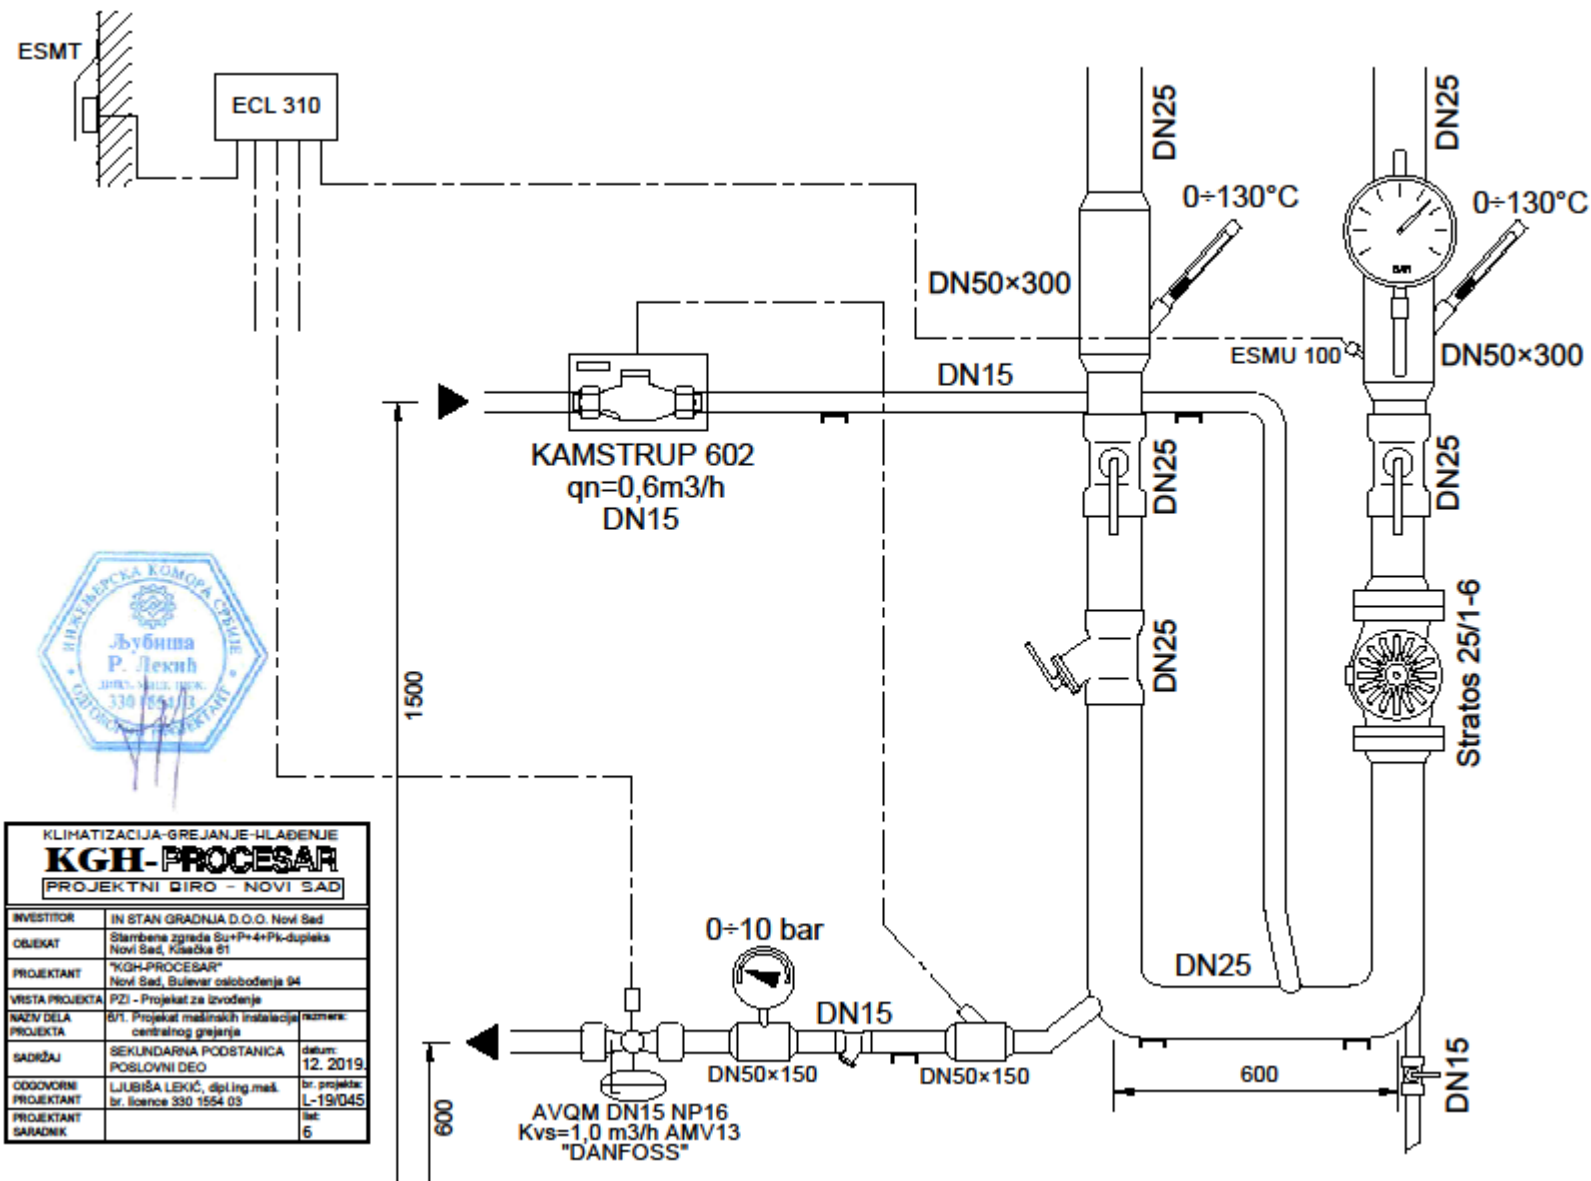 ESMT
ECL 310
DN25
DN25
0÷130°C
0÷130°C
DN50×300
ESMU 100
DN50×300
DN15
KAMSTRUP 602
qn=0,6m3/h
DN15
DN25
DN25
DN25
Stratos 25/1-6
1500
ИНЖЕЊЕРСКА КОМОРА СРБИЈЕ
Љубиша
Р. Лекић
ОДГОВОРНИ ПРОЈЕКТАНТ
KLIMATIZACIJA-GREJANJE-HLAĐENJE
KGH-PROCESAR
PROJEKTNI BIRO - NOVI SAD
INVESTITOR IN STAN GRADNJA D.O.O. Novi Sad
OBJEKAT Stambena zgrada Su+P+4+Pk-dupleks
Novi Sad, Kisačka 61
PROJEKTANT "KGH-PROCESAR"
Novi Sad, Bulevar oslobođenja 94
VRSTA PROJEKTA PZI - Projekat za izvođenje
NAZIV DELA PROJEKTA 6/1. Projekat mašinskih instalacija
centralnog grejanja
razmera:
SADRŽAJ SEKUNDARNA PODSTANICA
POSLOVNI DEO
datum:
12. 2019.
ODGOVORNI PROJEKTANT LJUBIŠA LEKIĆ, dipl.ing.maš.
br. licence 330 1554 03
br. projekta:
L-19/045
PROJEKTANT SARADNIK
list:
6
0÷10 bar
DN15
DN25
DN50×150
DN50×150
600
DN15
600
AVQM DN15 NP16
Kvs=1,0 m3/h AMV13
"DANFOSS"
BAR